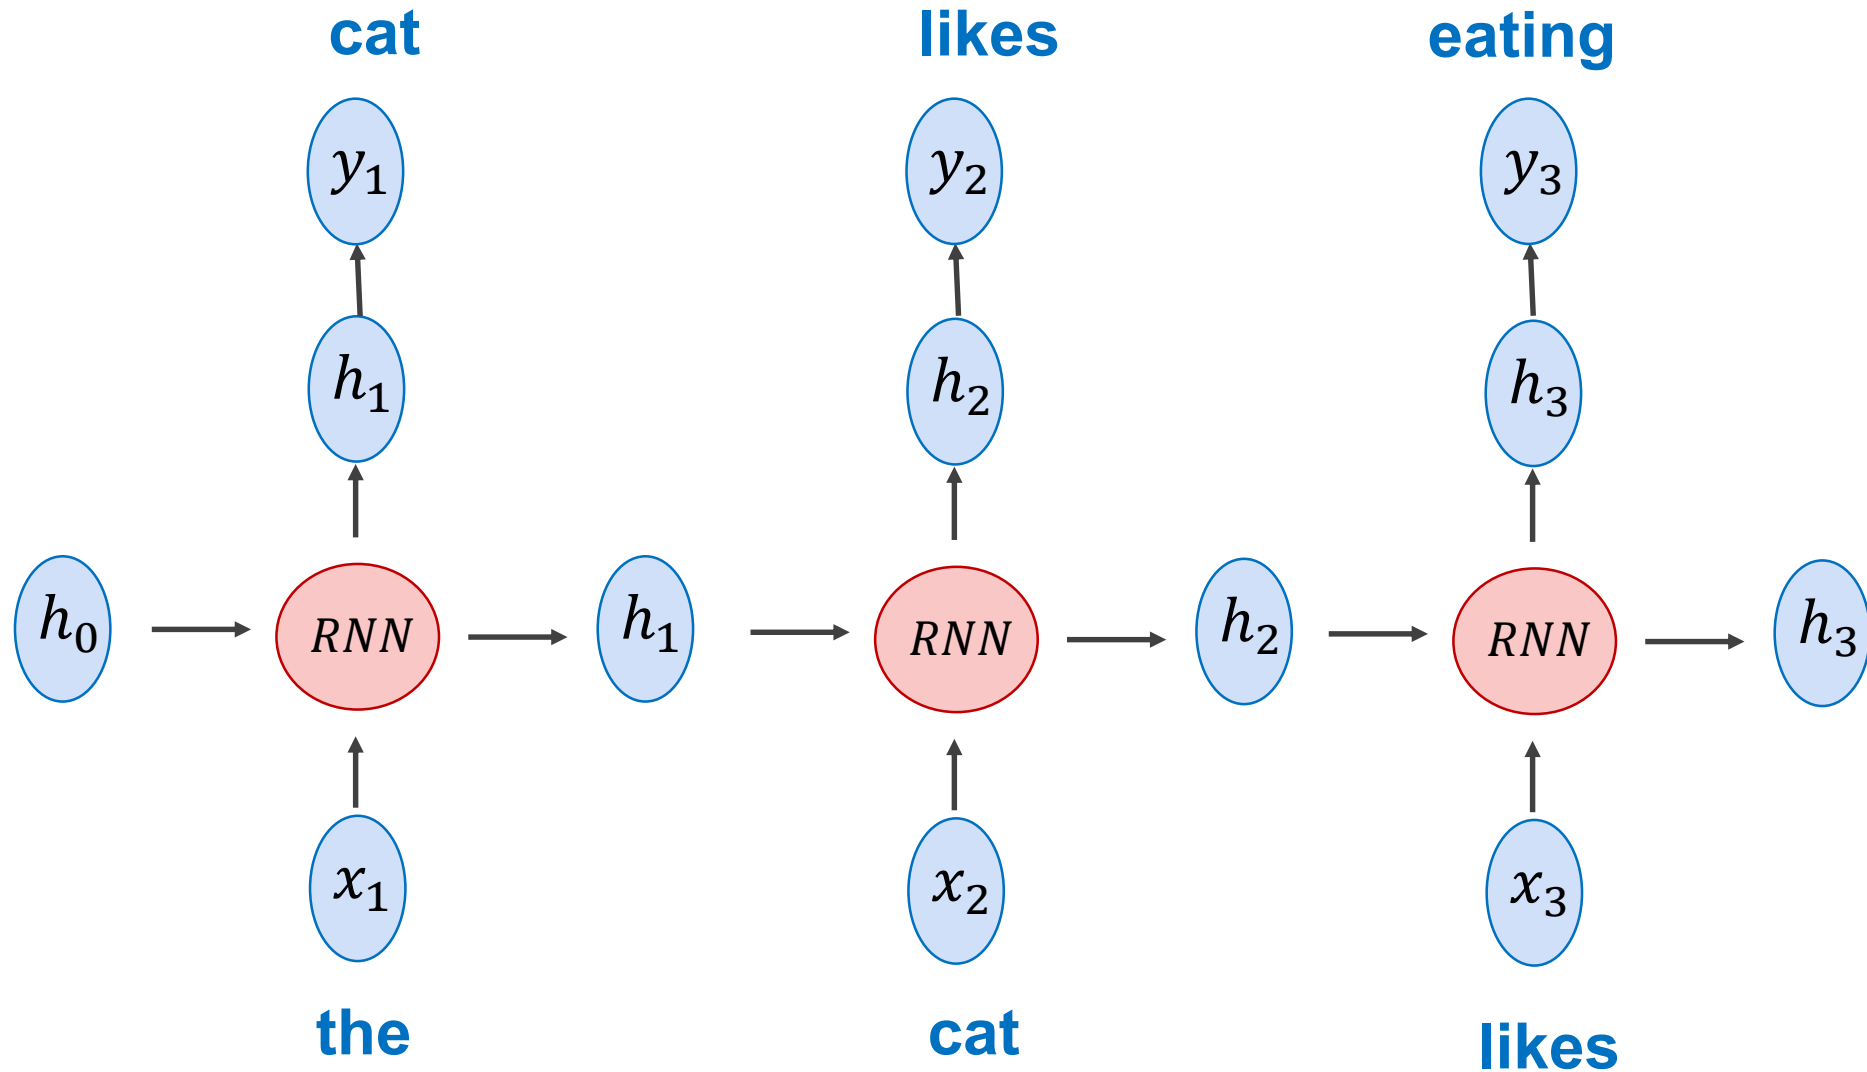 cat likes eating
y₁ y₂ y₃
h₁ h₂ h₃
h₀ RNN h₁ RNN h₂ RNN h₃
x₁ x₂ x₃
the cat likes